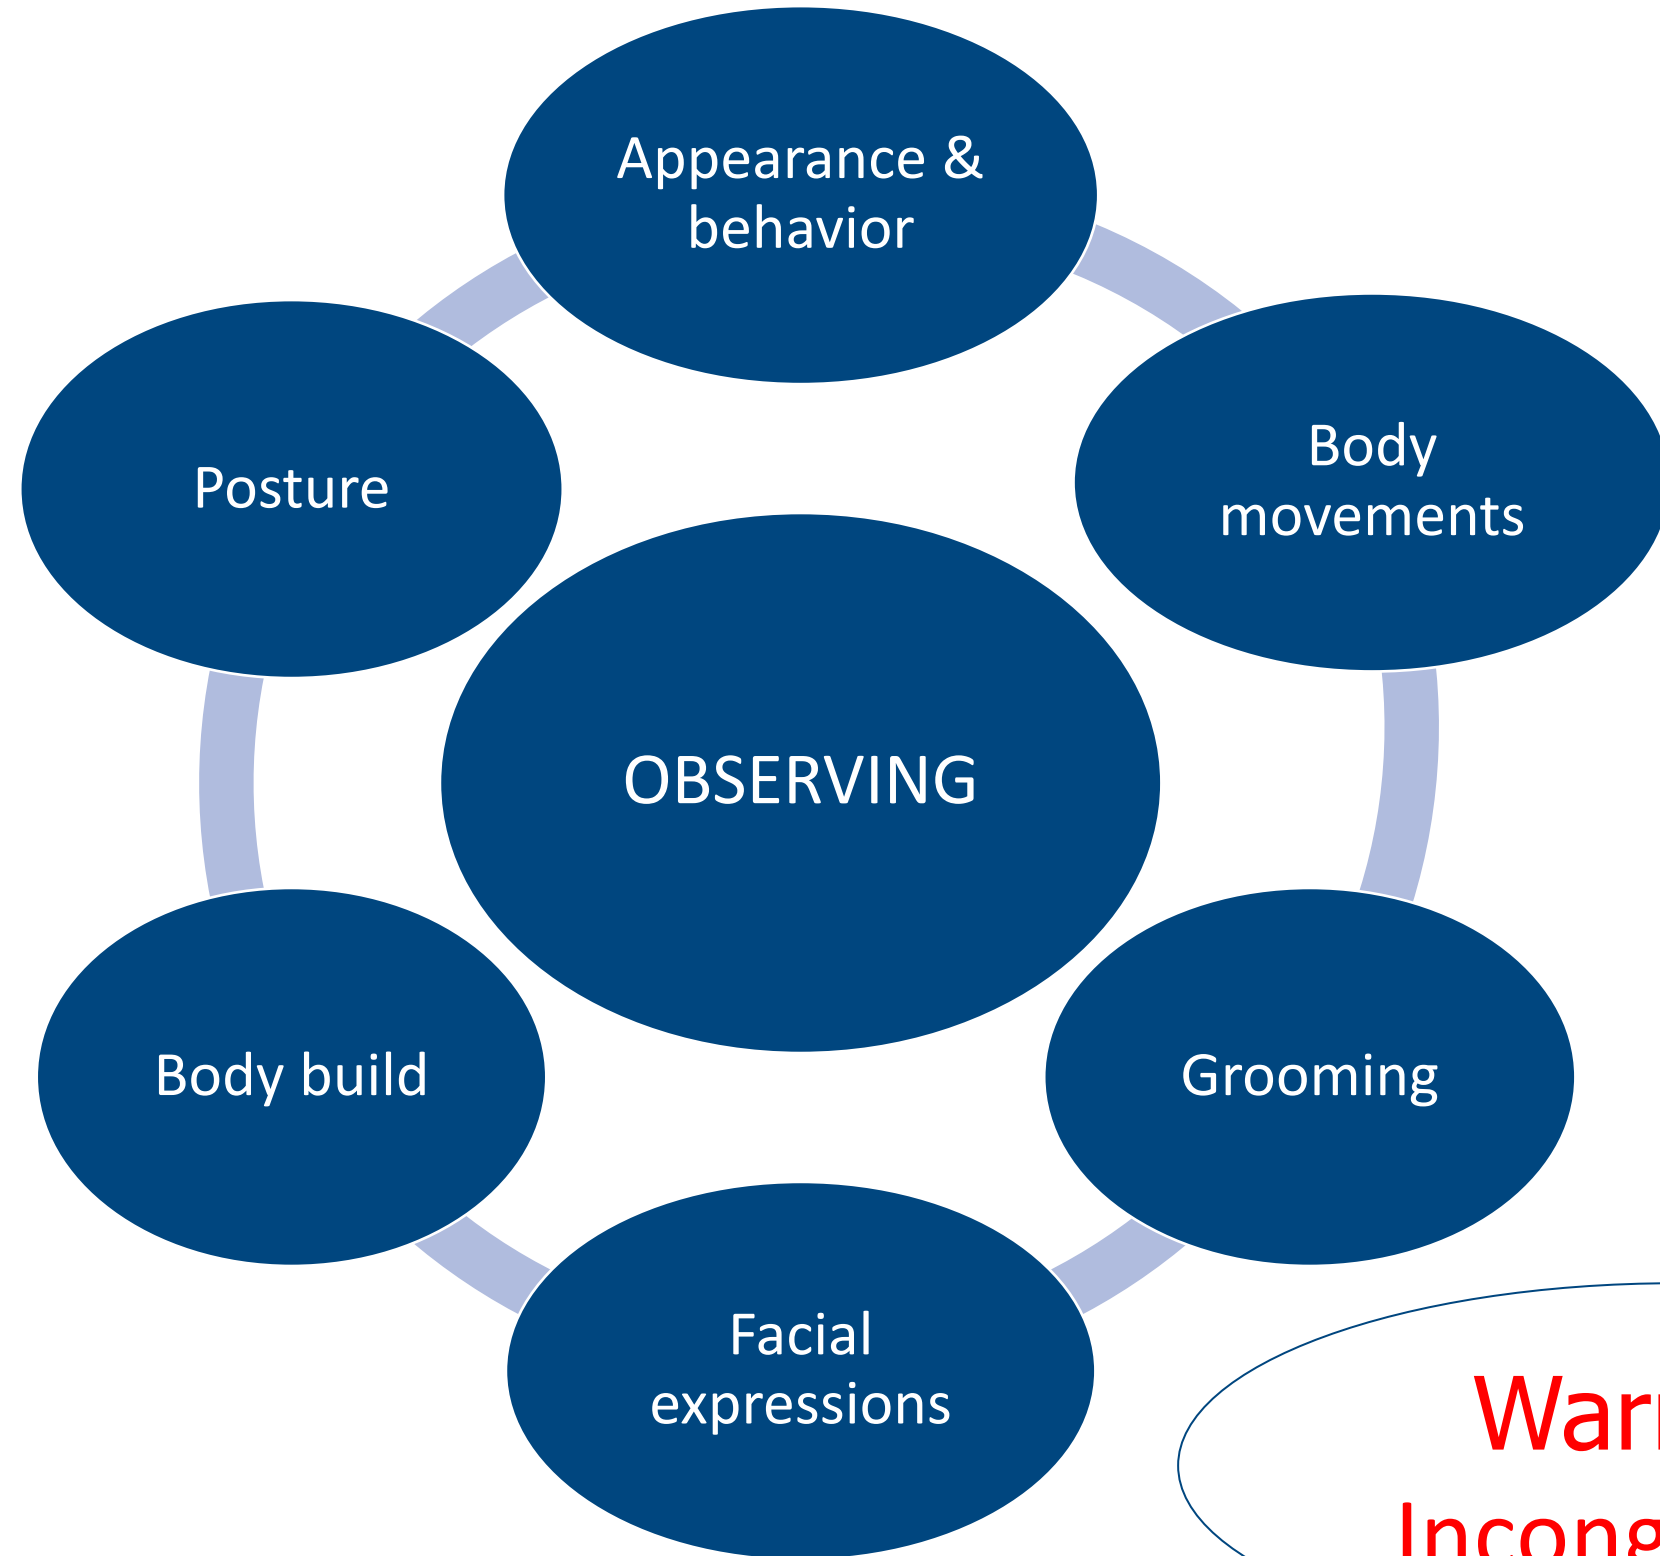 Appearance &
behavior
Body
movements
Posture
OBSERVING
Body build
Grooming
Facial
expressions